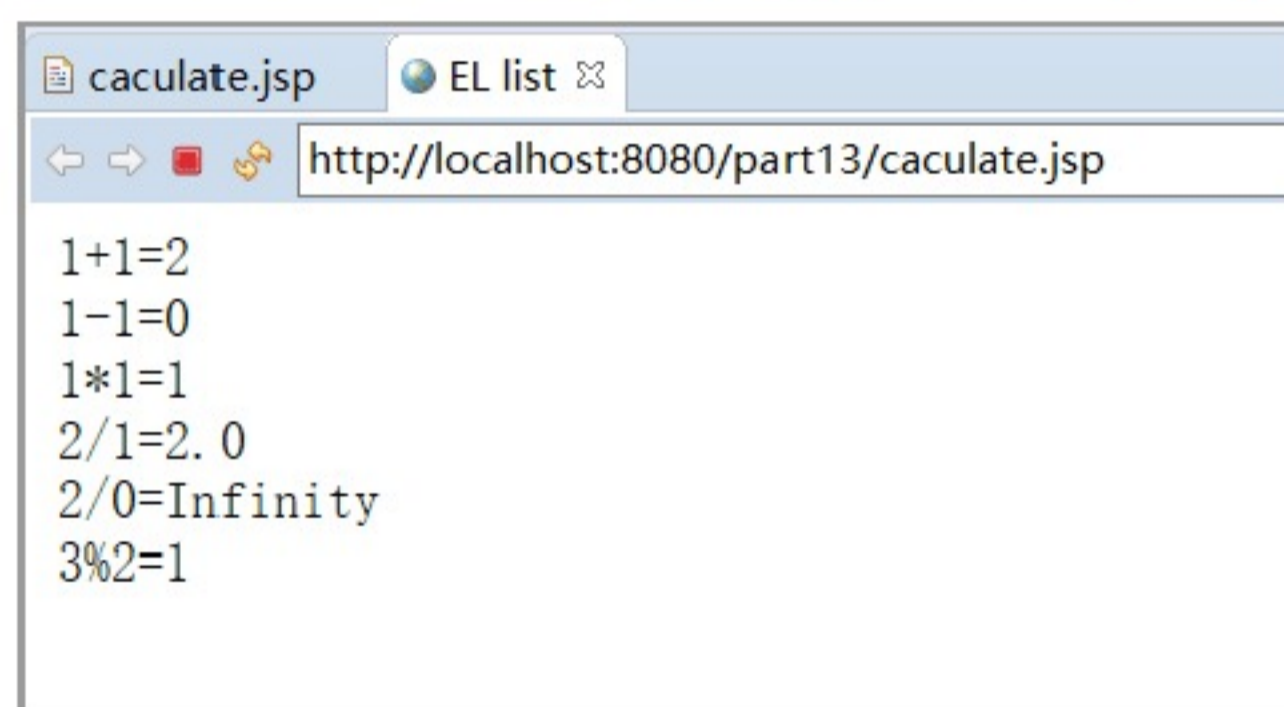 caculate.jsp
EL list
http://localhost:8080/part13/caculate.jsp
1+1=2
1-1=0
1*1=1
2/1=2.0
2/0=Infinity
3%2=1